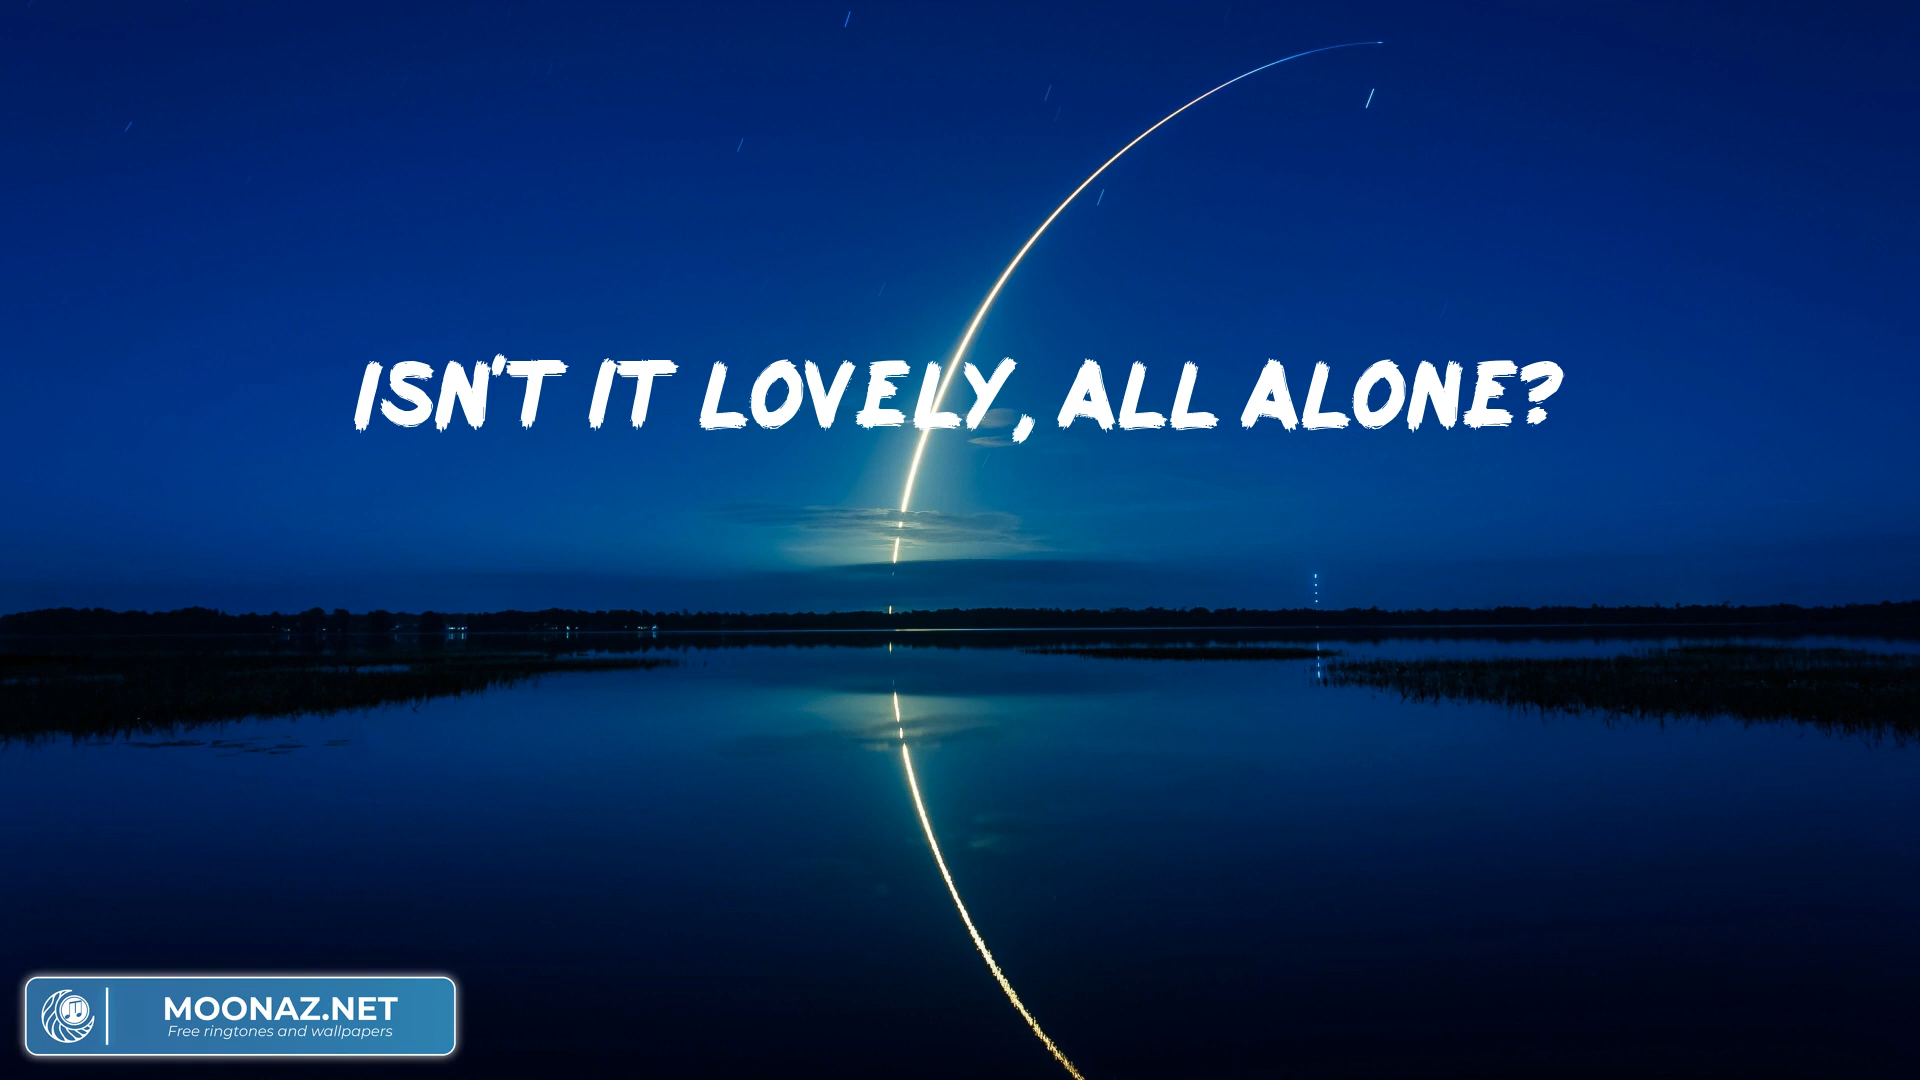 ISN'T IT LOVELY, ALL ALONE?
MOONAZ.NET
Free ringtones and wallpapers